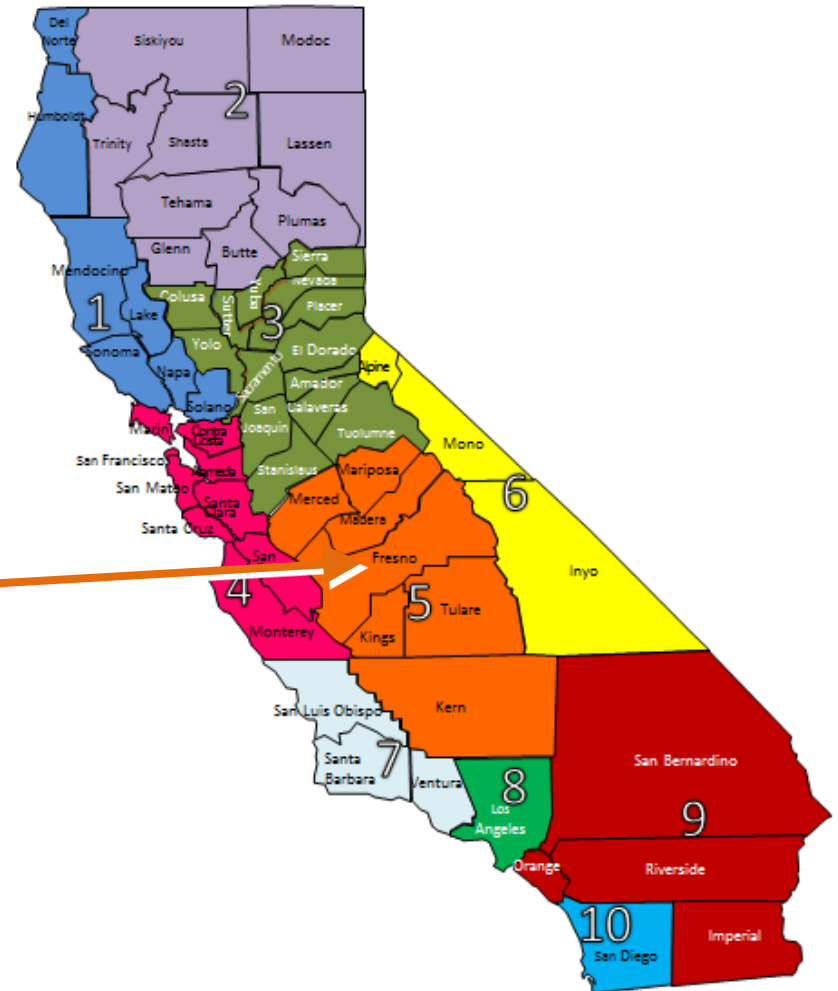 Del
Norte
Siskiyou
Modoc
2
Humboldt
Trinity
Shasta
Lassen
Tehama
Plumas
Glenn
Butte
Sierra
Mendocino
Nevada
Colusa
Sutter
Yuba
Placer
1
Lake
3
Yolo
El Dorado
Sonoma
Napa
Sacramento
Alpine
Amador
Solano
San
Joaquin
Calaveras
Marin
Contra
Costa
Tuolumne
Mono
San Francisco
Alameda
Stanislaus
Mariposa
San Mateo
Santa
Clara
Merced
6
Santa Cruz
Madera
San
Fresno
Inyo
4
5
Tulare
Monterey
Kings
San Luis Obispo
Kern
7
Santa
Barbara
Ventura
8
Los
Angeles
San Bernardino
9
Orange
Riverside
10
San Diego
Imperial